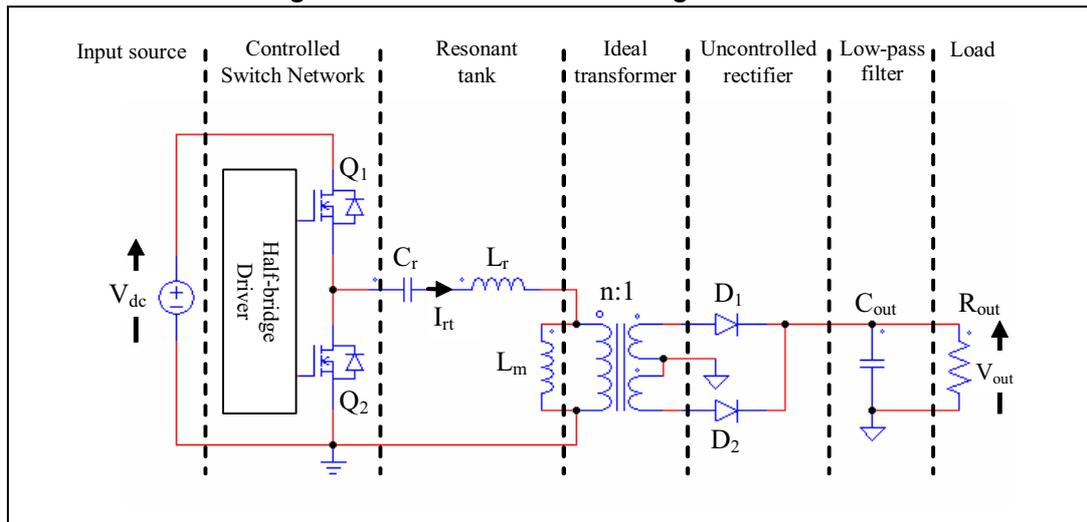 Input source
Controlled
Switch Network
Resonant
tank
Ideal
transformer
Uncontrolled
rectifier
Low-pass
filter
Load
Q1
Half-bridge
Driver
Vdc
Cr
Lr
Irt
n:1
D1
Cout
Rout
Lm
Vout
Q2
D2